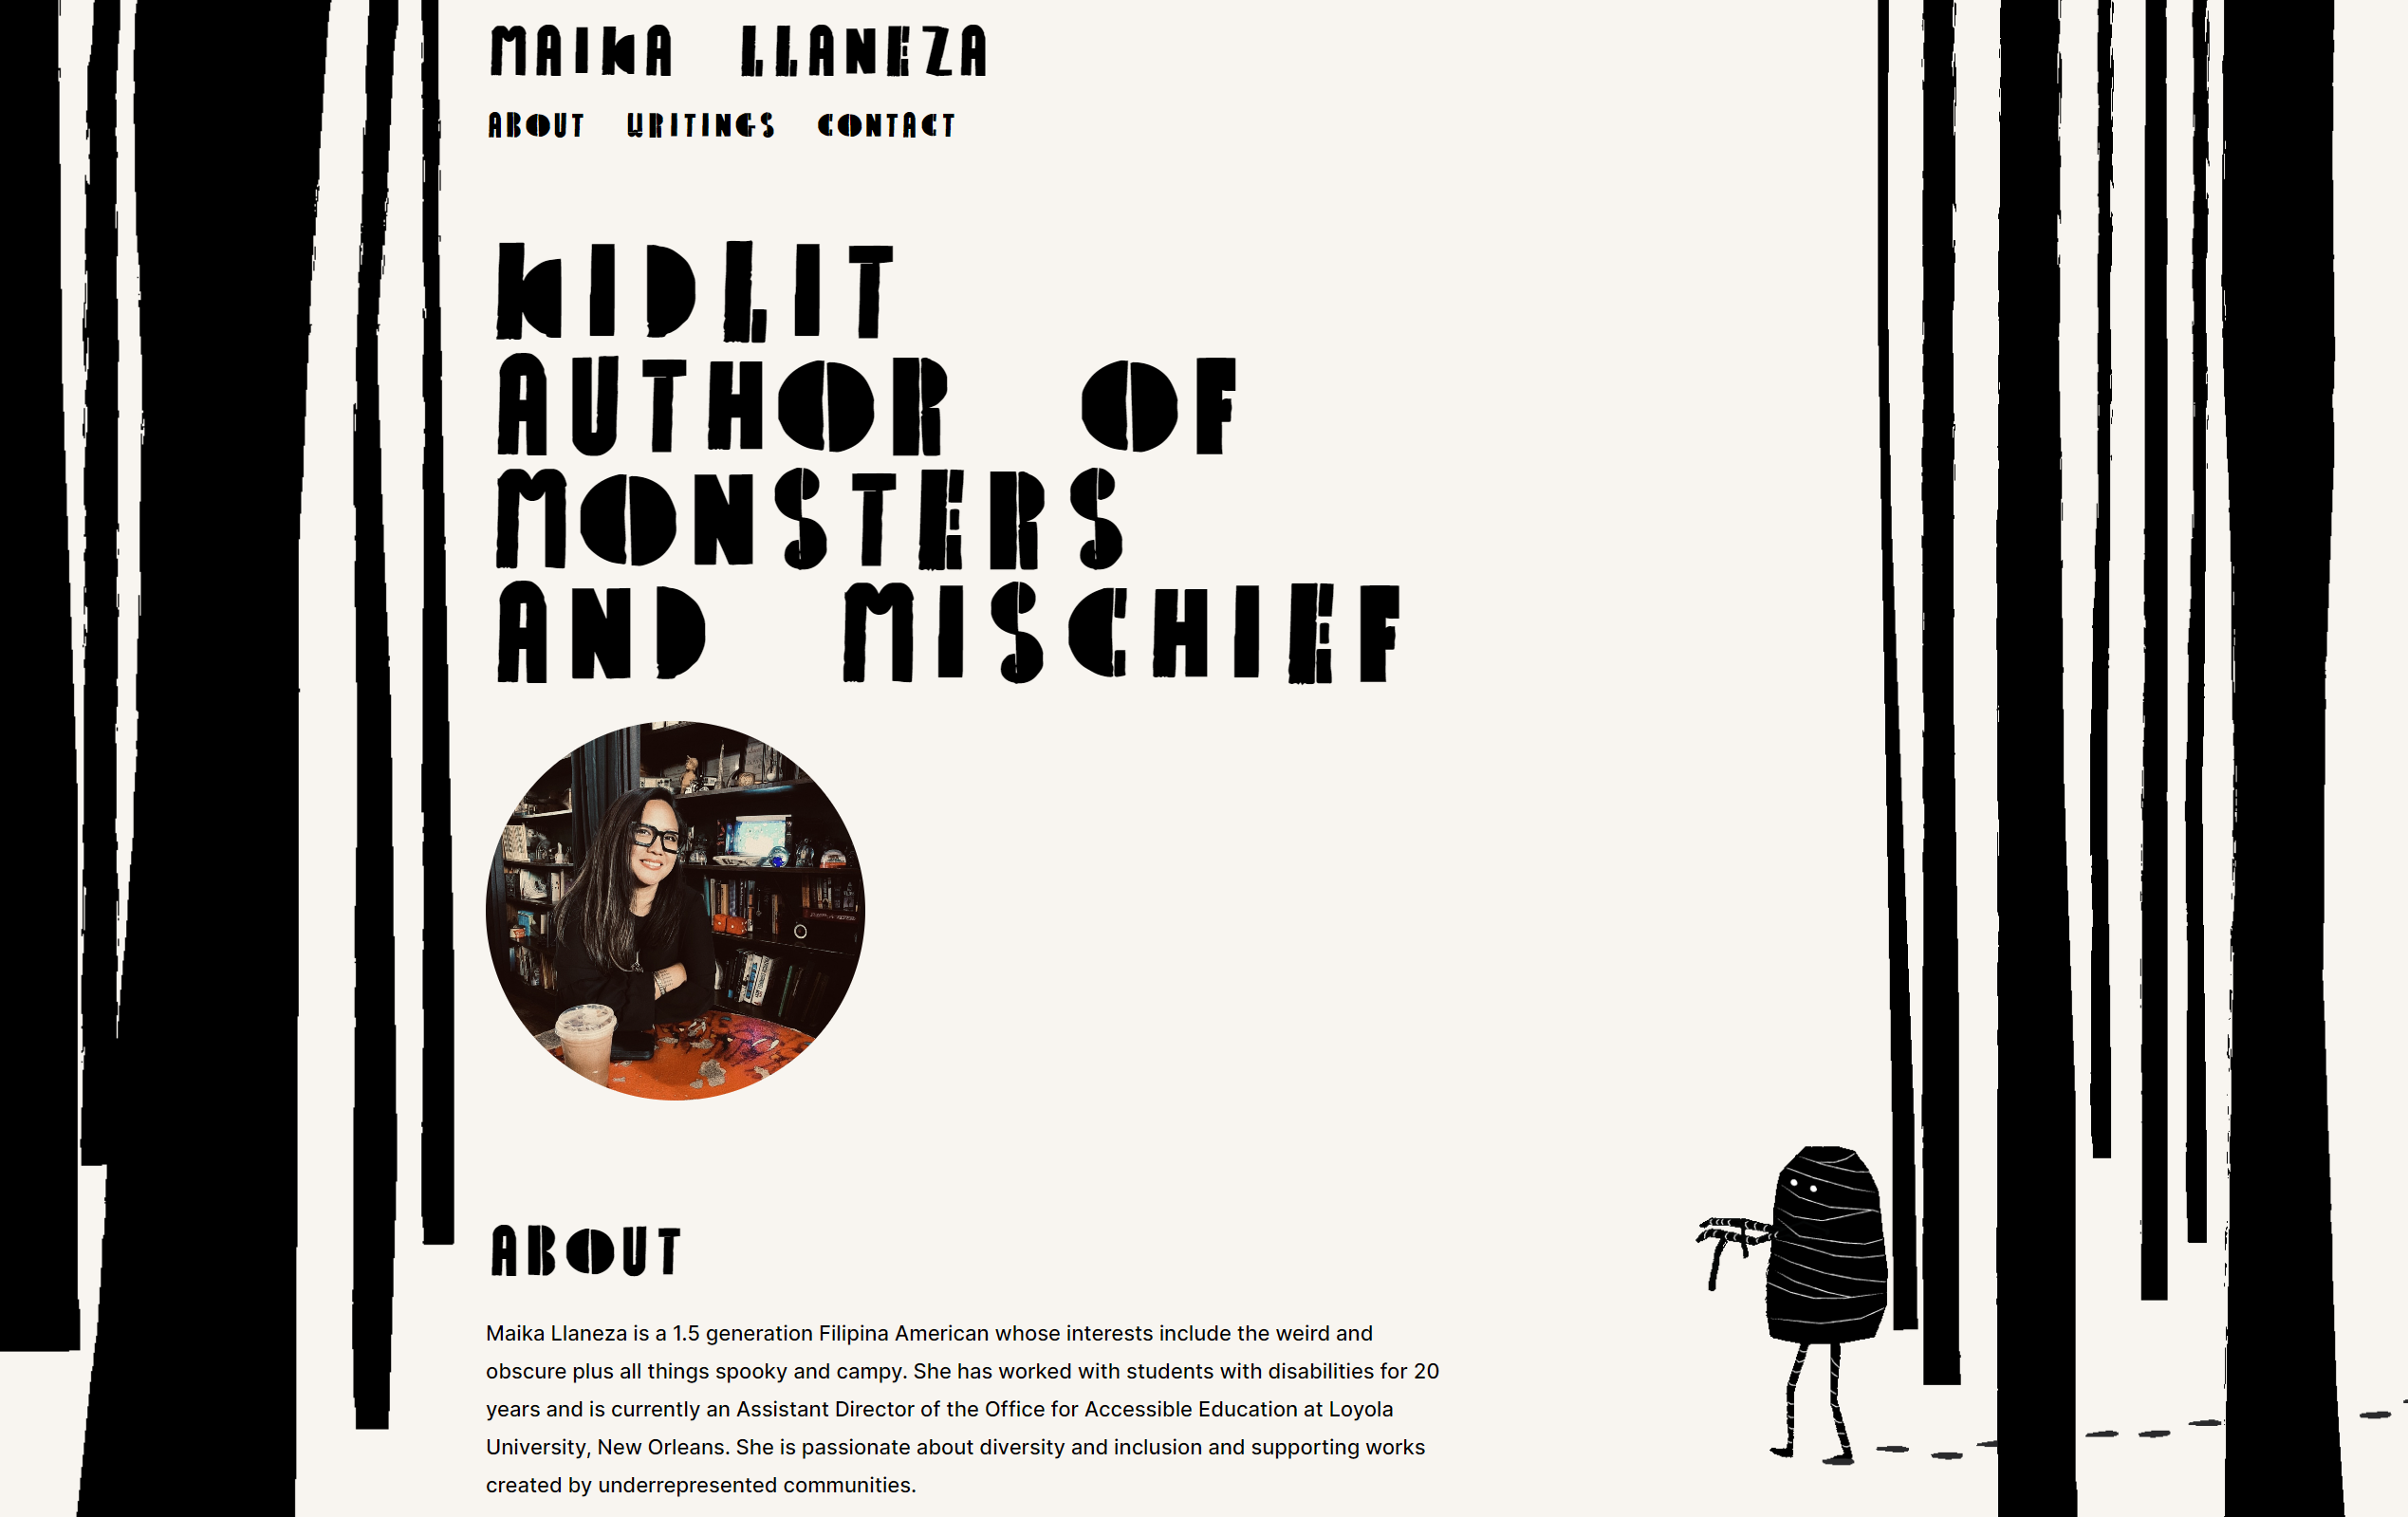 MAIKA LLANEZA
ABOUT WRITINGS CONTACT
KIDLIT
AUTHOR OF
MONSTERS
AND MISCHIEF
ABOUT
Maika Llaneza is a 1.5 generation Filipina American whose interests include the weird and
obscure plus all things spooky and campy. She has worked with students with disabilities for 20
years and is currently an Assistant Director of the Office for Accessible Education at Loyola
University, New Orleans. She is passionate about diversity and inclusion and supporting works
created by underrepresented communities.